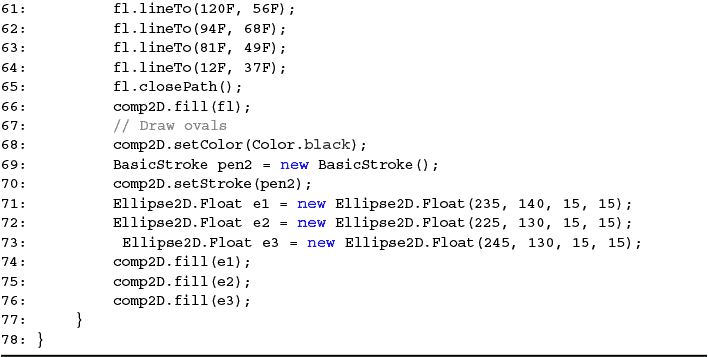 61:         fl.lineTo(120F, 56F);
62:         fl.lineTo(94F, 68F);
63:         fl.lineTo(81F, 49F);
64:         fl.lineTo(12F, 37F);
65:         fl.closePath();
66:         comp2D.fill(fl);
67:         // Draw ovals
68:         comp2D.setColor(Color.black);
69:         BasicStroke pen2 = new BasicStroke();
70:         comp2D.setStroke(pen2);
71:         Ellipse2D.Float e1 = new Ellipse2D.Float(235, 140, 15, 15);
72:         Ellipse2D.Float e2 = new Ellipse2D.Float(225, 130, 15, 15);
73:          Ellipse2D.Float e3 = new Ellipse2D.Float(245, 130, 15, 15);
74:         comp2D.fill(e1);
75:         comp2D.fill(e2);
76:         comp2D.fill(e3);
77:     }
78: }